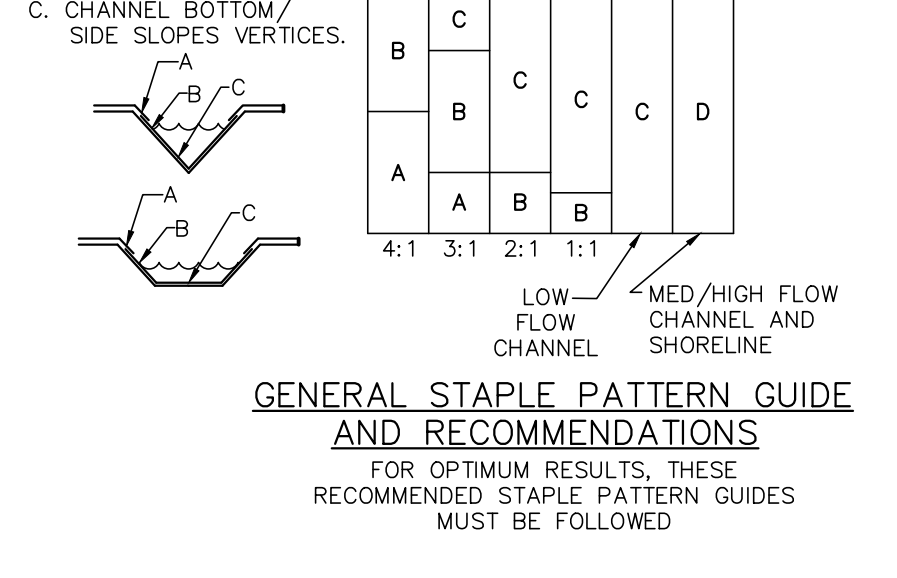 C. CHANNEL BOTTOM/
SIDE SLOPES VERTICES.
A
B
C
A
B
C
B
A
C
B
A
C
B
C
B
C
D
4:1 3:1 2:1 1:1
LOW
FLOW
CHANNEL
MED/HIGH FLOW
CHANNEL AND
SHORELINE
GENERAL STAPLE PATTERN GUIDE
AND RECOMMENDATIONS
FOR OPTIMUM RESULTS, THESE
RECOMMENDED STAPLE PATTERN GUIDES
MUST BE FOLLOWED